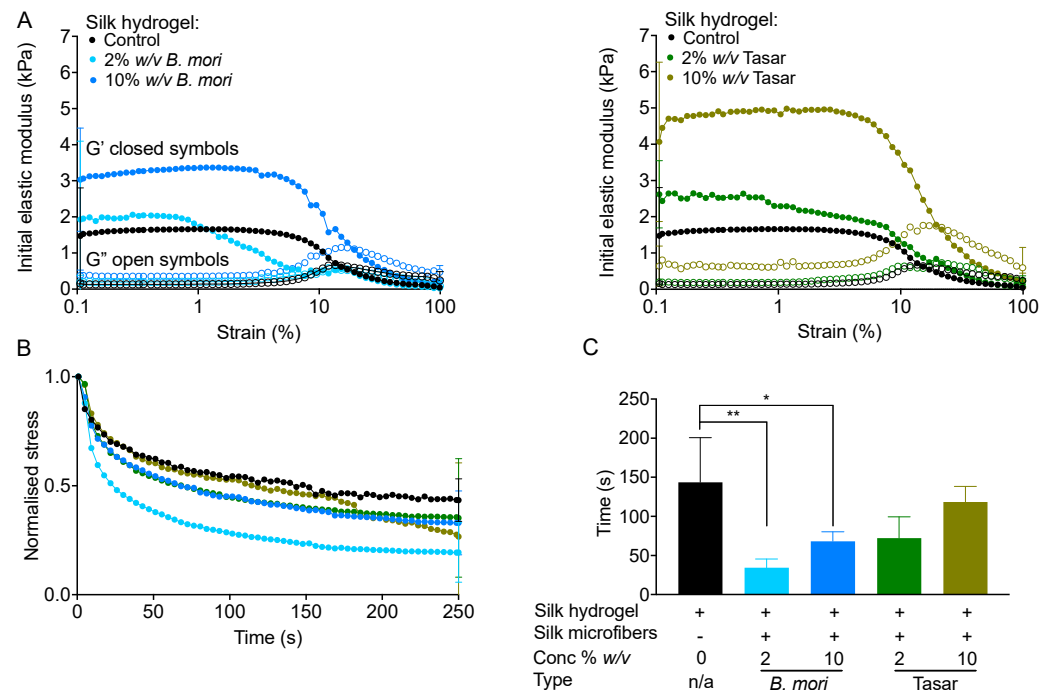 A
Silk hydrogel:
Control
2% w/v B. mori
10% w/v B. mori
Initial elastic modulus (kPa)
7
6
5
4
3
2
1
0
G' closed symbols
G" open symbols
0.1 1 10 100
Strain (%)
Silk hydrogel:
Control
2% w/v Tasar
10% w/v Tasar
Initial elastic modulus (kPa)
7
6
5
4
3
2
1
0
0.1 1 10 100
Strain (%)
B
Normalised stress
1.0
0.5
0.0
0 50 100 150 200 250
Time (s)
C
Time (s)
250
200
150
100
50
0
* 
**
Silk hydrogel + + + + +
Silk microfibers - + + + +
Conc % w/v 0 2 10 2 10
Type n/a B. mori Tasar